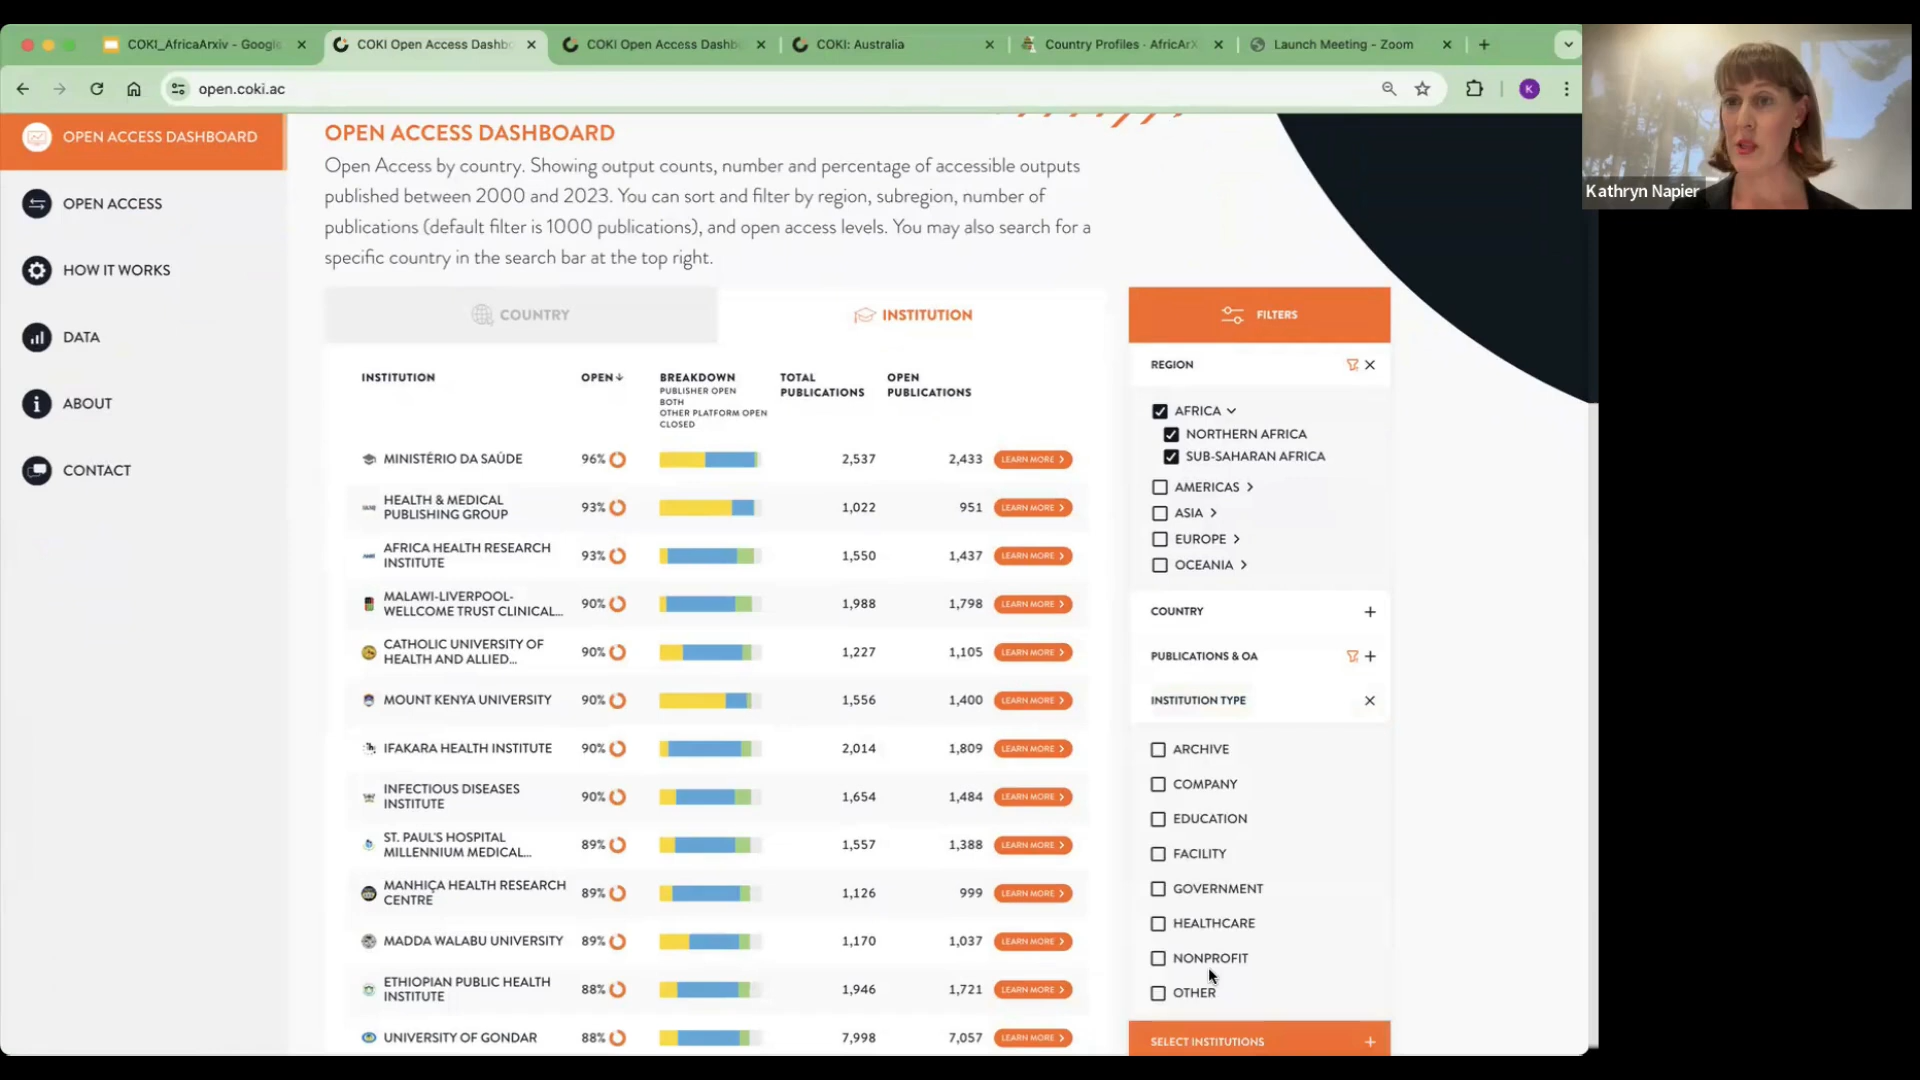 COKI_AfricaArxiv - Google
COKI Open Access Dashb
COKI Open Access Dashb
COKI: Australia
Country Profiles · AfricArX
Launch Meeting - Zoom
open.coki.ac
K
Kathryn Napier
OPEN ACCESS DASHBOARD
OPEN ACCESS
HOW IT WORKS
DATA
ABOUT
CONTACT
OPEN ACCESS DASHBOARD
Open Access by country. Showing output counts, number and percentage of accessible outputs
published between 2000 and 2023. You can sort and filter by region, subregion, number of
publications (default filter is 1000 publications), and open access levels. You may also search for a
specific country in the search bar at the top right.
COUNTRY
INSTITUTION
INSTITUTION
OPEN
BREAKDOWN
PUBLISHER OPEN
BOTH
OTHER PLATFORM OPEN
CLOSED
TOTAL
PUBLICATIONS
OPEN
PUBLICATIONS
MINISTÉRIO DA SAÚDE 96% 2,537 2,433 LEARN MORE
HEALTH & MEDICAL
PUBLISHING GROUP 93% 1,022 951 LEARN MORE
AFRICA HEALTH RESEARCH
INSTITUTE 93% 1,550 1,437 LEARN MORE
MALAWI-LIVERPOOL-
WELLCOME TRUST CLINICAL... 90% 1,988 1,798 LEARN MORE
CATHOLIC UNIVERSITY OF
HEALTH AND ALLIED... 90% 1,227 1,105 LEARN MORE
MOUNT KENYA UNIVERSITY 90% 1,556 1,400 LEARN MORE
IFAKARA HEALTH INSTITUTE 90% 2,014 1,809 LEARN MORE
INFECTIOUS DISEASES
INSTITUTE 90% 1,654 1,484 LEARN MORE
ST. PAUL'S HOSPITAL
MILLENNIUM MEDICAL... 89% 1,557 1,388 LEARN MORE
MANHIÇA HEALTH RESEARCH
CENTRE 89% 1,126 999 LEARN MORE
MADDA WALABU UNIVERSITY 89% 1,170 1,037 LEARN MORE
ETHIOPIAN PUBLIC HEALTH
INSTITUTE 88% 1,946 1,721 LEARN MORE
UNIVERSITY OF GONDAR 88% 7,998 7,057 LEARN MORE
FILTERS
REGION
AFRICA
NORTHERN AFRICA
SUB-SAHARAN AFRICA
AMERICAS
ASIA
EUROPE
OCEANIA
COUNTRY
PUBLICATIONS & OA
INSTITUTION TYPE
ARCHIVE
COMPANY
EDUCATION
FACILITY
GOVERNMENT
HEALTHCARE
NONPROFIT
OTHER
SELECT INSTITUTIONS